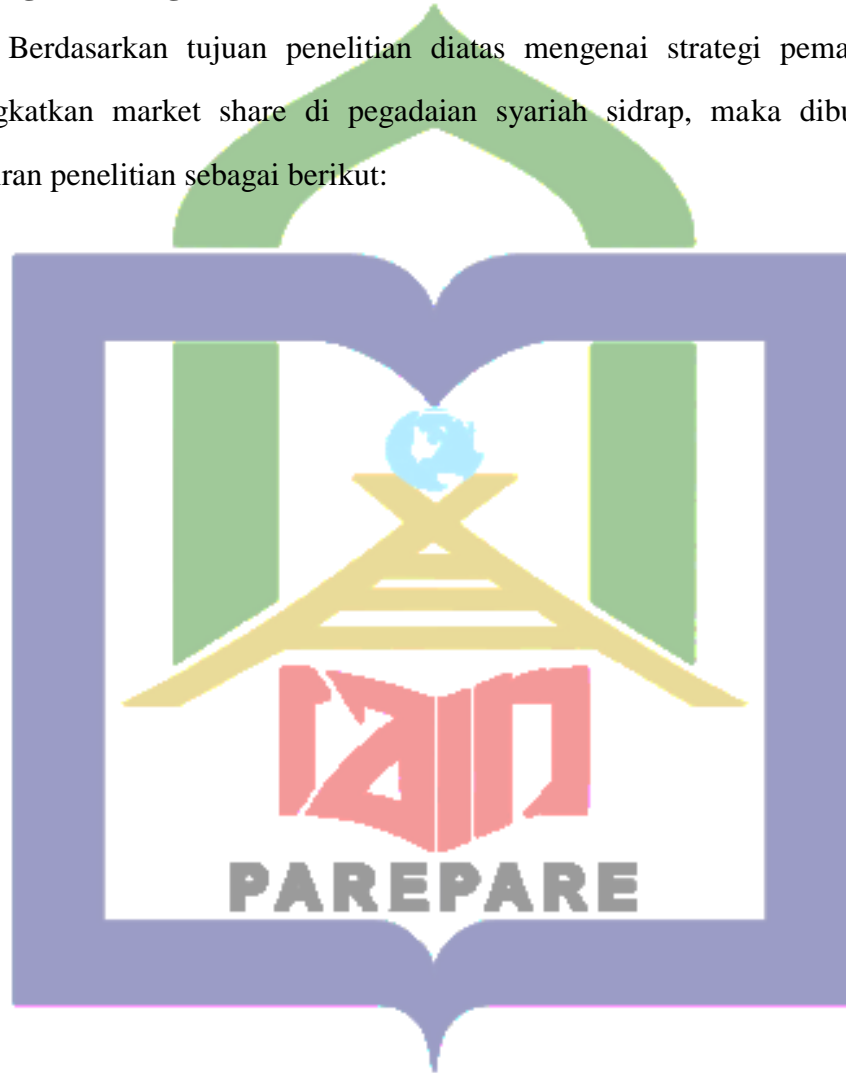 Berdasarkan tujuan penelitian diatas mengenai strategi pema
gkatkan market share di pegadaian syariah sidrap, maka dibu
ran penelitian sebagai berikut:
iain
PAREPARE